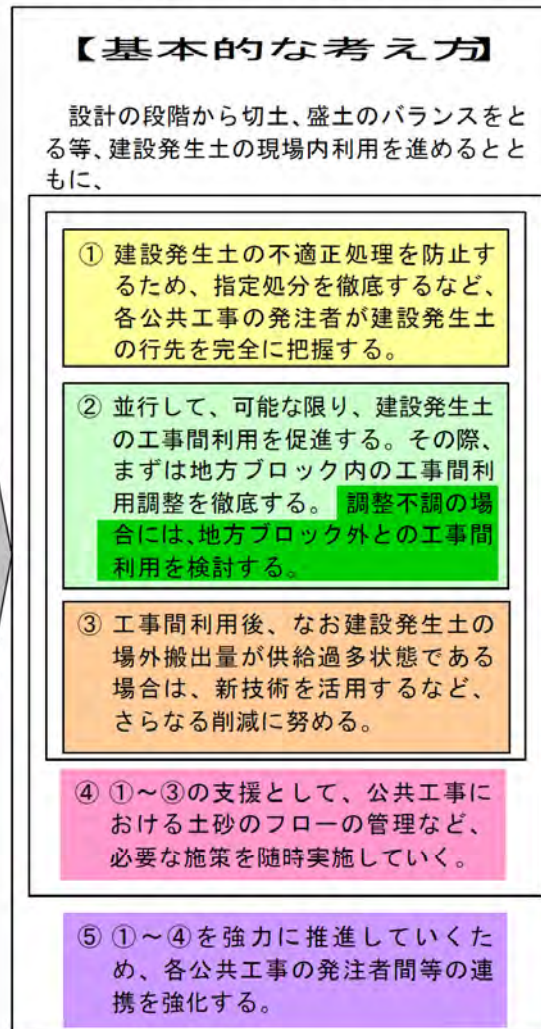 【基本的な考え方】
設計の段階から切土、盛土のバランスをと
る等、建設発生土の現場内利用を進めるとと
もに、
① 建設発生土の不適正処理を防止す
るため、指定処分を徹底するなど、
各公共工事の発注者が建設発生土
の行先を完全に把握する。
② 並行して、可能な限り、建設発生土
の工事間利用を促進する。その際、
まずは地方ブロック内の工事間利
用調整を徹底する。 調整不調の場
合には、地方ブロック外との工事間
利用を検討する。
③ 工事間利用後、なお建設発生土の
場外搬出量が供給過多状態である
場合は、新技術を活用するなど、
さらなる削減に努める。
④ ①～③の支援として、公共工事に
おける土砂のフローの管理など、
必要な施策を随時実施していく。
⑤ ①～④を強力に推進していくた
め、各公共工事の発注者間等の連
携を強化する。